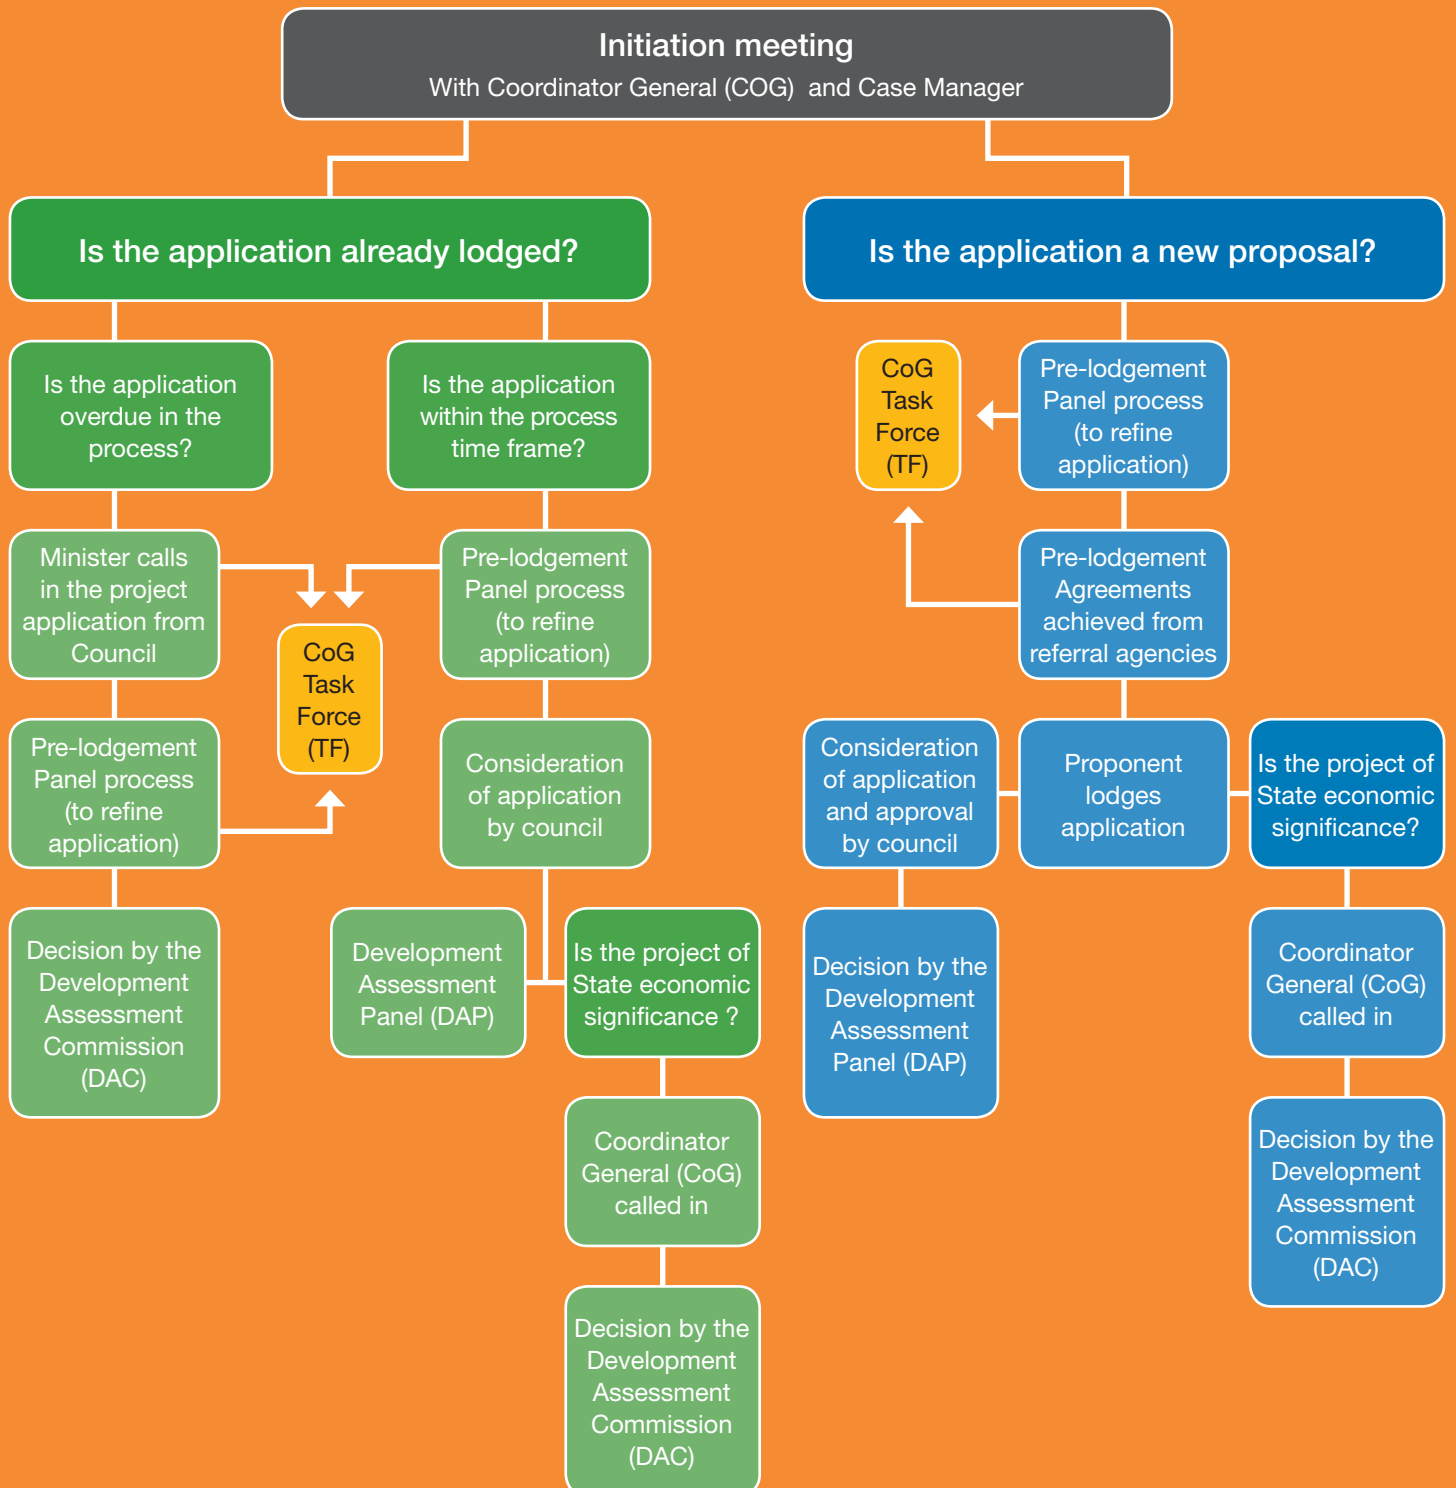 Initiation meeting
With Coordinator General (COG) and Case Manager
Is the application already lodged?
Is the application
overdue in the
process?
Minister calls
in the project
application from
Council
Pre-lodgement
Panel process
(to refine
application)
Decision by the
Development
Assessment
Commission
(DAC)
CoG
Task
Force
(TF)
Is the application
within the process
time frame?
Pre-lodgement
Panel process
(to refine
application)
Consideration
of application
by council
Development
Assessment
Panel (DAP)
Is the project of
State economic
significance ?
Coordinator
General (CoG)
called in
Decision by the
Development
Assessment
Commission
(DAC)
Is the application a new proposal?
CoG
Task
Force
(TF)
Pre-lodgement
Panel process
(to refine
application)
Pre-lodgement
Agreements
achieved from
referral agencies
Consideration
of application
and approval
by council
Proponent
lodges
application
Is the project of
State economic
significance?
Decision by the
Development
Assessment
Panel (DAP)
Coordinator
General (CoG)
called in
Decision by the
Development
Assessment
Commission
(DAC)